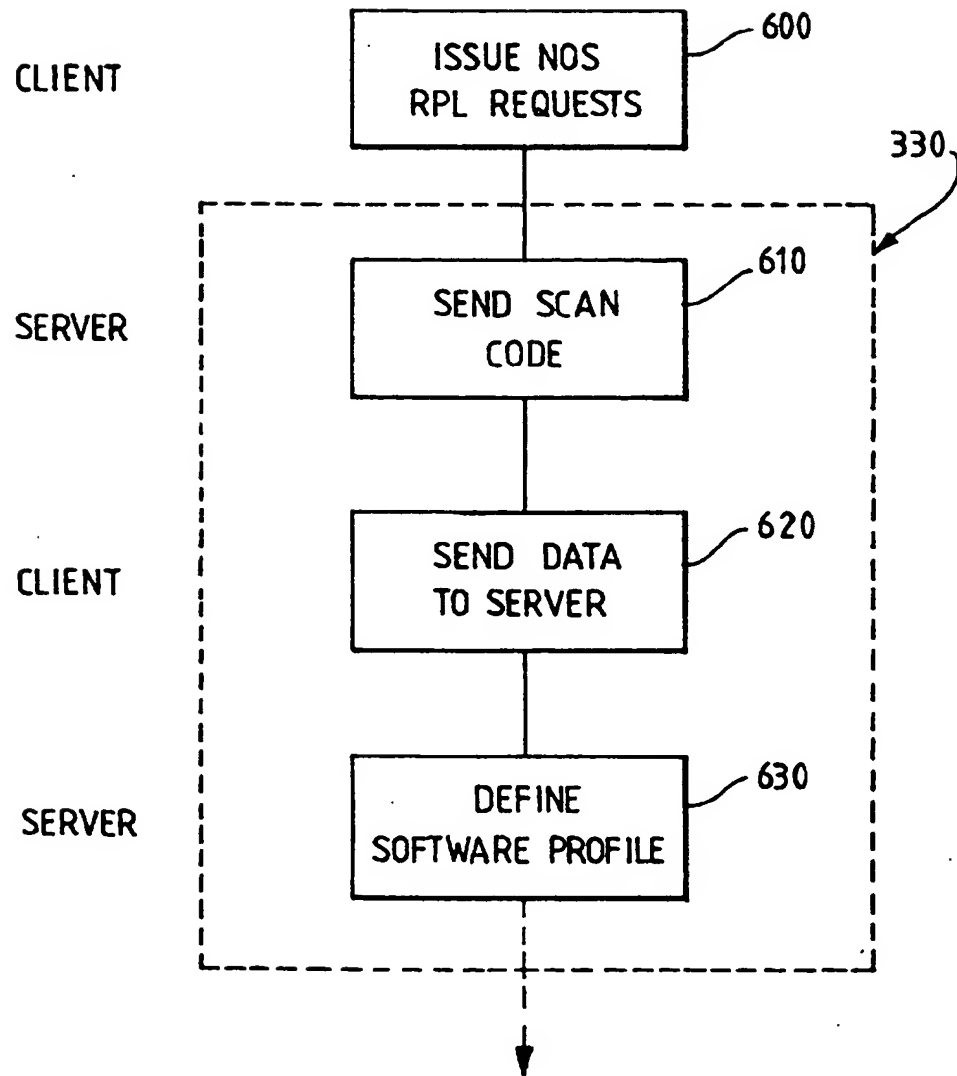 600
CLIENT
ISSUE NOS
RPL REQUESTS
330
610
SERVER
SEND SCAN
CODE
620
CLIENT
SEND DATA
TO SERVER
630
SERVER
DEFINE
SOFTWARE PROFILE